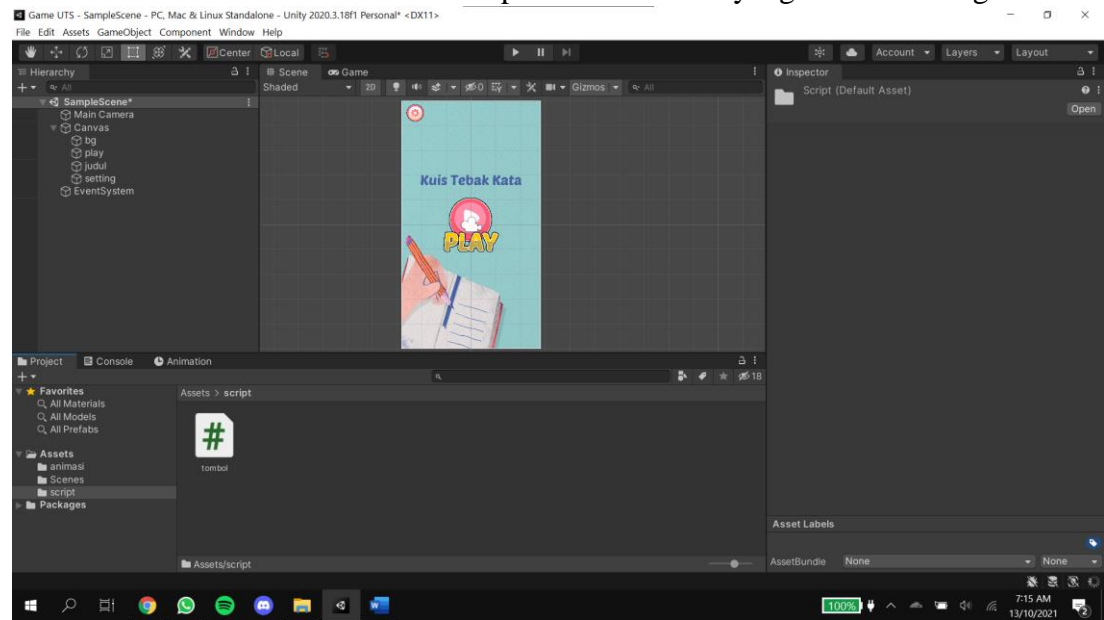 Game UTS - SampleScene - PC, Mac & Linux Standalone - Unity 2020.3.18f1 Personal* <DX11>
File Edit Assets GameObject Component Window Help
Center Local Account Layers Layout
Hierarchy Scene Game Inspector
All Shaded 2D 0 Gizmos All Script (Default Asset)
Open
SampleScene*
Main Camera
Canvas
bg
play
judul
setting
EventSystem
Kuis Tebak Kata
PLAY
Project Console Animation
18
Favorites
All Materials
All Models
All Prefabs
Assets
animasi
Scenes
script
Packages
Assets > script
#
tombol
Assets/script
Asset Labels
AssetBundle None None
100%
7:15 AM
13/10/2021
2